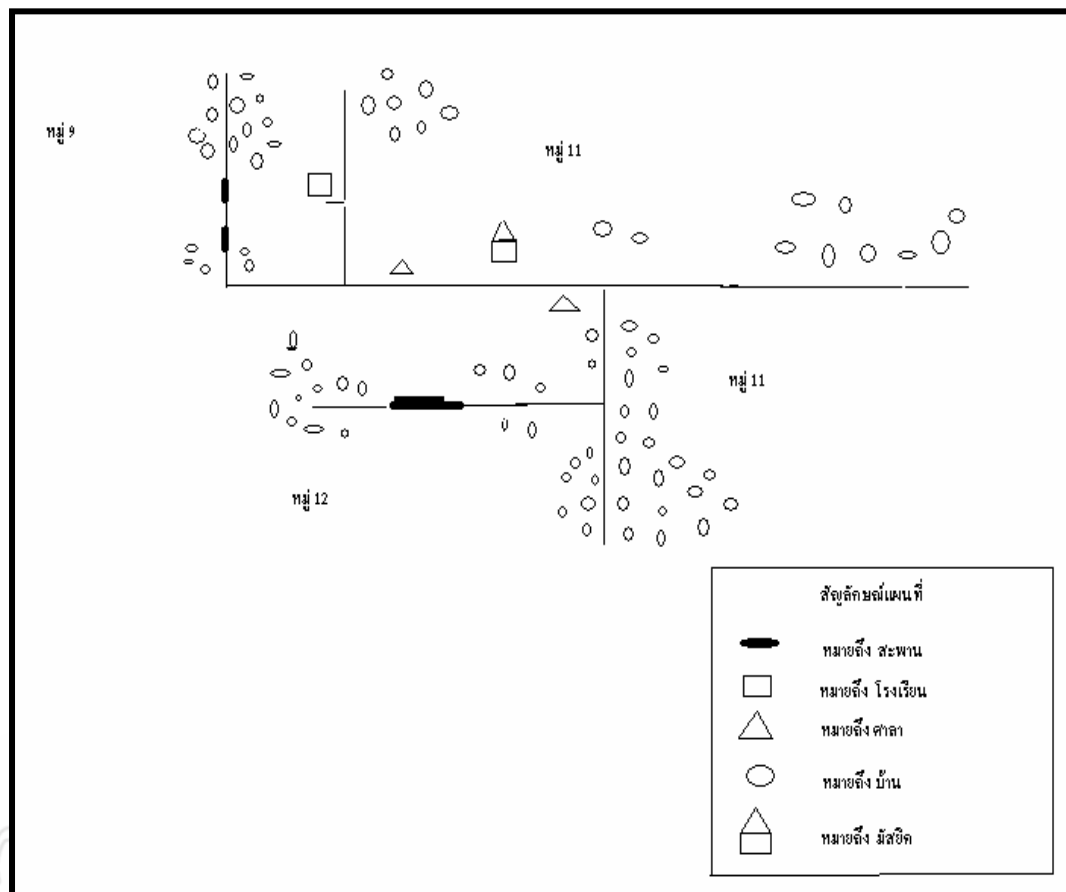 หมู่ 9
หมู่ 11
หมู่ 11
หมู่ 12
สัญลักษณ์แผนที่
หมายถึง สะพาน
หมายถึง โรงเรียน
หมายถึง ศาลา
หมายถึง บ้าน
หมายถึง มัสยิด